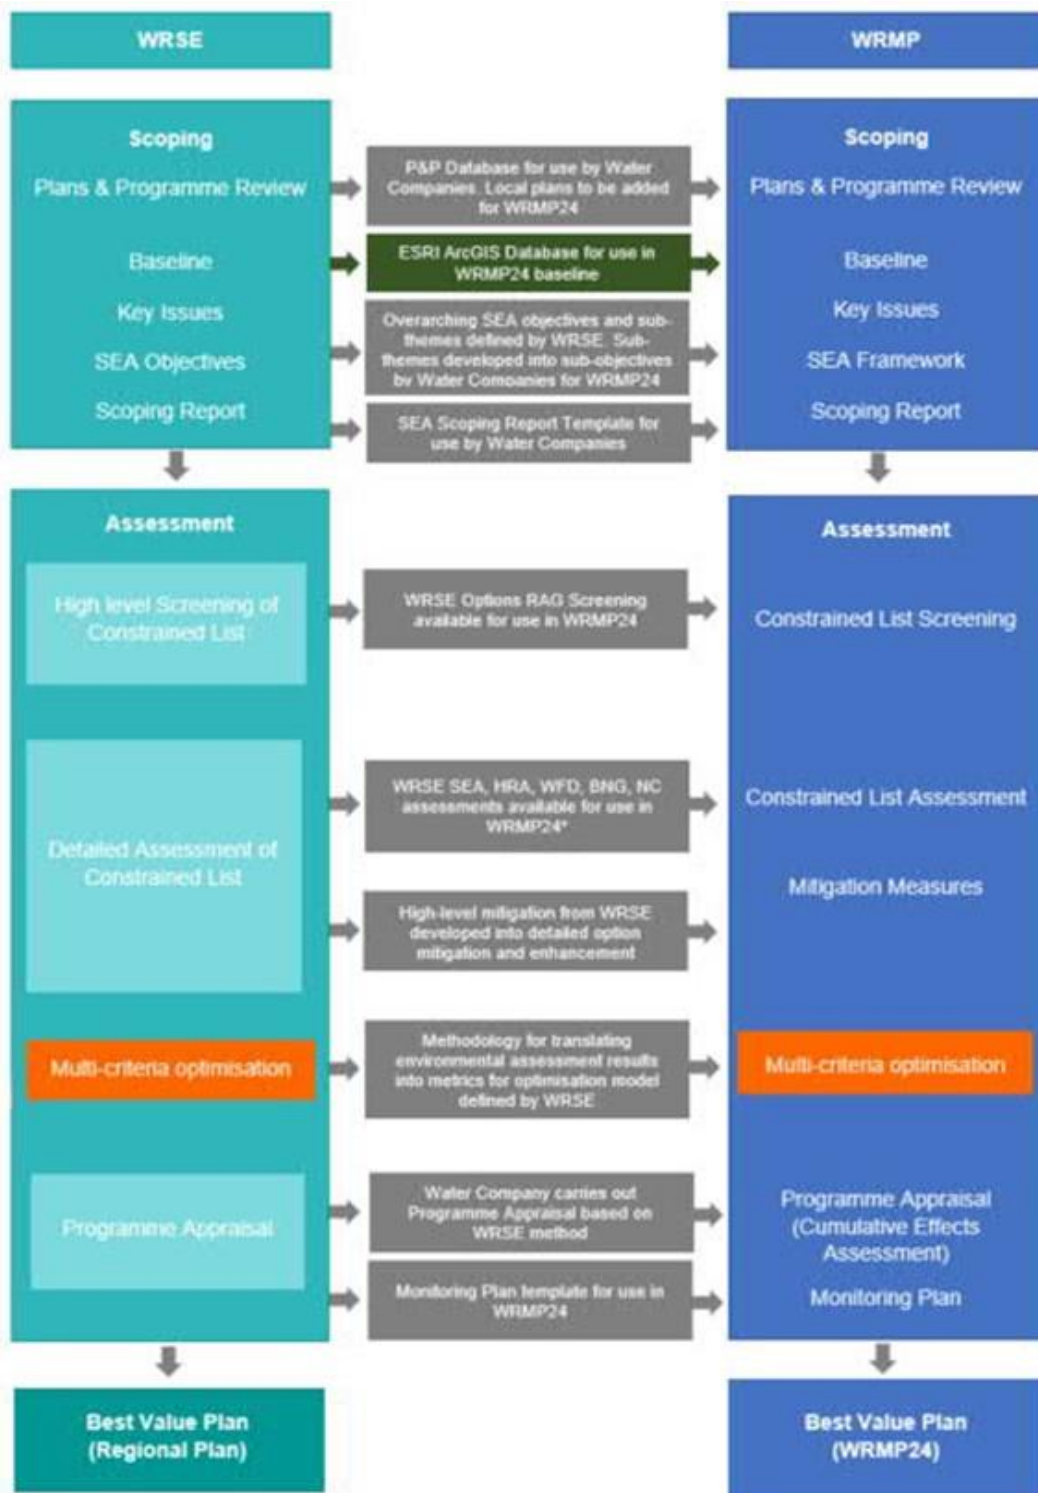 WRSE
WRMP
Scoping
Plans & Programme Review
Baseline
Key Issues
SEA Objectives
Scoping Report
P&P Database for use by Water
Companies. Local plans to be added
for WRMP24
ESRI ArcGIS Database for use in
WRMP24 baseline
Overarching SEA objectives and sub-
themes defined by WRSE. Sub-
themes developed into sub-objectives
by Water Companies for WRMP24
SEA Scoping Report Template for
use by Water Companies
Scoping
Plans & Programme Review
Baseline
Key Issues
SEA Framework
Scoping Report
Assessment
High level Screening of
Constrained List
Detailed Assessment of
Constrained List
Multi-criteria optimisation
Programme Appraisal
WRSE Options RAG Screening
available for use in WRMP24
WRSE SEA, HRA, WFD, BNG, NC
assessments available for use in
WRMP24*
High-level mitigation from WRSE
developed into detailed option
mitigation and enhancement
Methodology for translating
environmental assessment results
into metrics for optimisation model
defined by WRSE
Water Company carries out
Programme Appraisal based on
WRSE method
Monitoring Plan template for use in
WRMP24
Assessment
Constrained List Screening
Constrained List Assessment
Mitigation Measures
Multi-criteria optimisation
Programme Appraisal
(Cumulative Effects
Assessment)
Monitoring Plan
Best Value Plan
(Regional Plan)
Best Value Plan
(WRMP24)